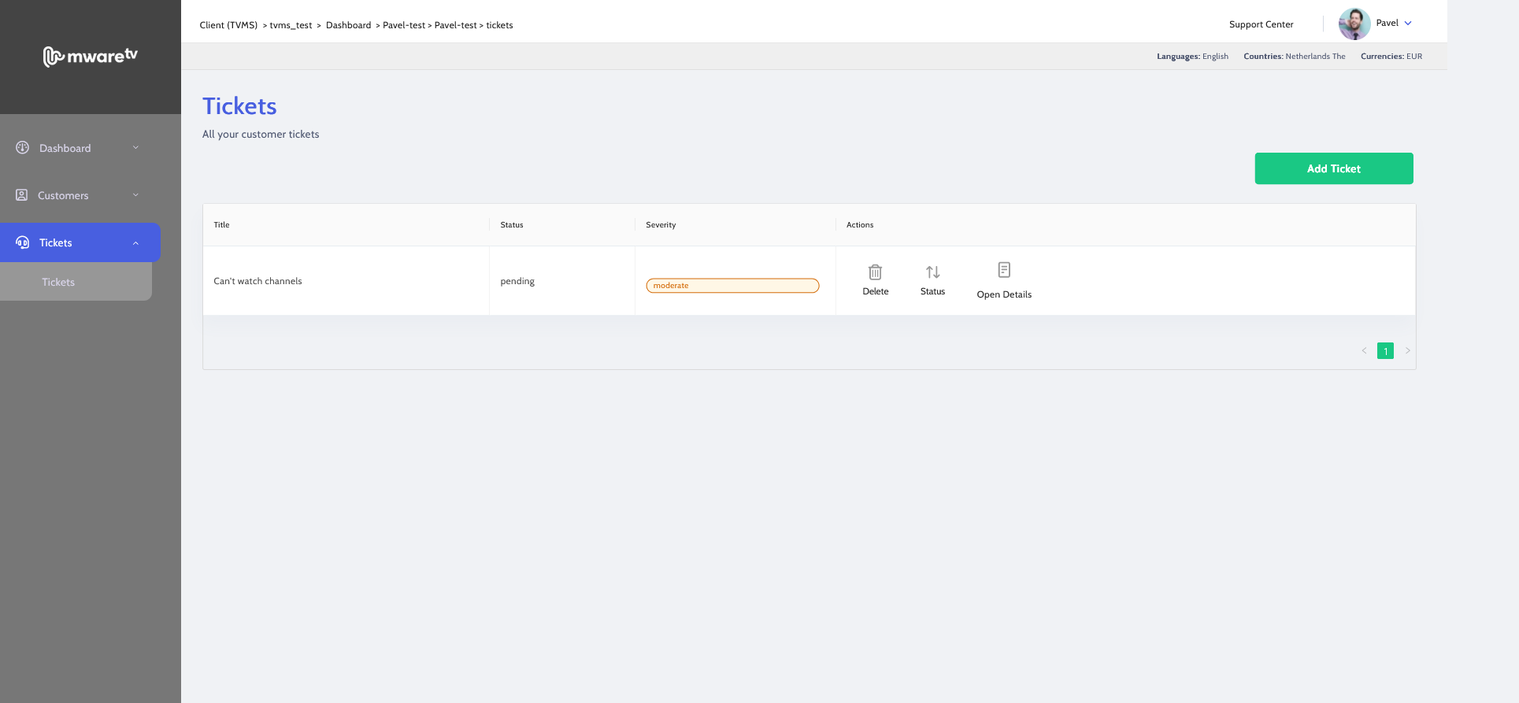 mwaretv
Client (TVMS) > tvms_test > Dashboard > Pavel-test > Pavel-test > tickets
Support Center
Pavel
Languages: English Countries: Netherlands The Currencies: EUR
Dashboard
Customers
Tickets
Tickets
Tickets
All your customer tickets
Add Ticket
Title Status Severity Actions
Can't watch channels pending moderate Delete Status Open Details
< 1 >